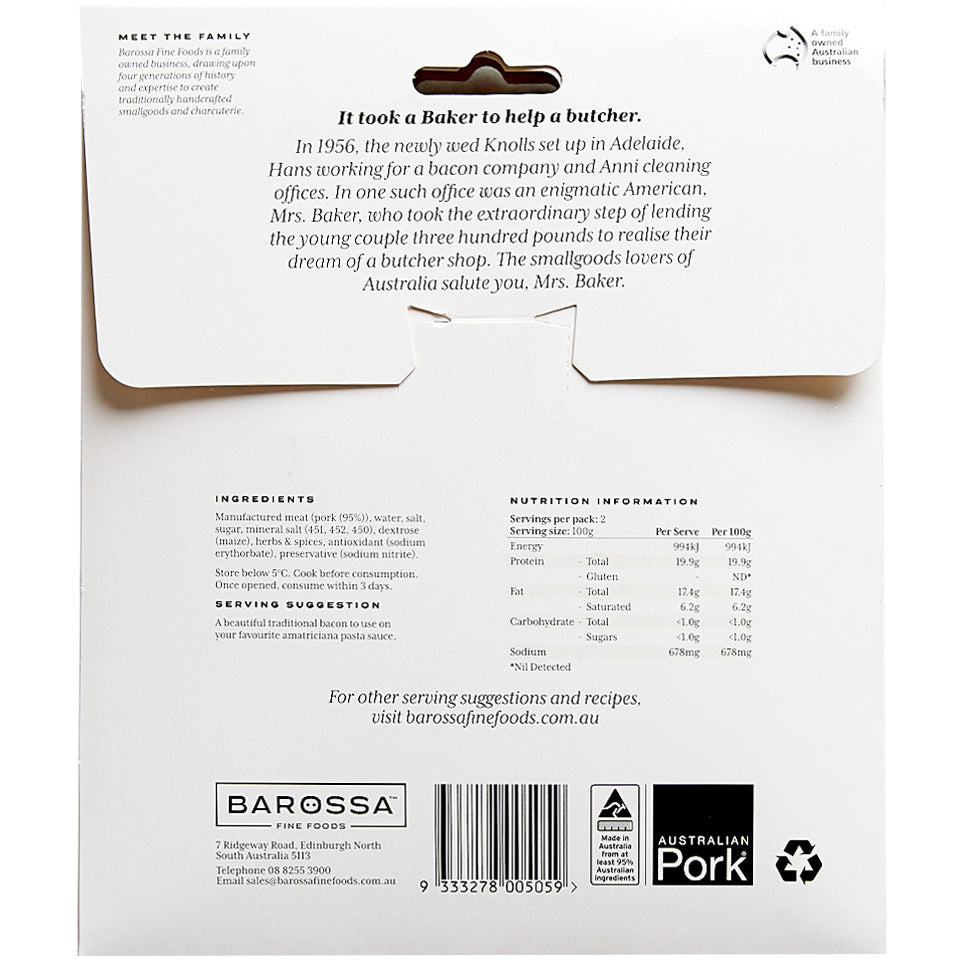 MEET THE FAMILY
Barossa Fine Foods is a family
owned business, drawing upon
four generations of history
and expertise to create
traditionally handcrafted
smallgoods and charcuterie.
A family
owned
Australian
business
It took a Baker to help a butcher.
In 1956, the newly wed Knolls set up in Adelaide,
Hans working for a bacon company and Anni cleaning
offices. In one such office was an enigmatic American,
Mrs. Baker, who took the extraordinary step of lending
the young couple three hundred pounds to realise their
dream of a butcher shop. The smallgoods lovers of
Australia salute you, Mrs. Baker.
INGREDIENTS
Manufactured meat (pork (95%)), water, salt,
sugar, mineral salt (451, 452, 450), dextrose
(maize), herbs & spices, antioxidant (sodium
erythorbate), preservative (sodium nitrite).
Store below 5°C. Cook before consumption.
Once opened, consume within 3 days.
SERVING SUGGESTION
A beautiful traditional bacon to use on
your favourite amatriciana pasta sauce.
NUTRITION INFORMATION
Servings per pack: 2
Serving size: 100g Per Serve Per 100g
Energy 994kJ 994kJ
Protein - Total 19.9g 19.9g
- Gluten - ND*
Fat - Total 17.4g 17.4g
- Saturated 6.2g 6.2g
Carbohydrate - Total <1.0g <1.0g
- Sugars <1.0g <1.0g
Sodium 678mg 678mg
*Nil Detected
For other serving suggestions and recipes,
visit barossafinefoods.com.au
BAROSSA™
FINE FOODS
7 Ridgeway Road, Edinburgh North
South Australia 5113
Telephone 08 8255 3900
Email sales@barossafinefoods.com.au
9 333278 005059 >
Made in
Australia
from at
least 95%
Australian
ingredients
AUSTRALIAN
Pork®